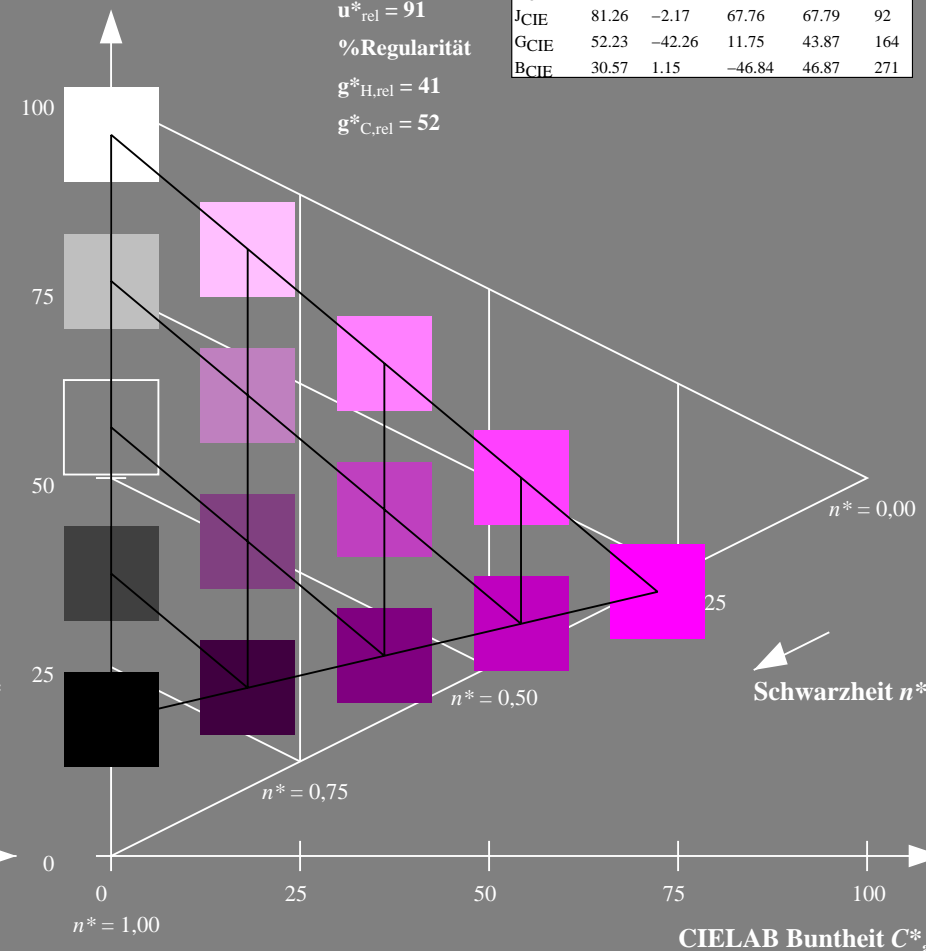 u*rel = 91
%Regularität
g*H,rel = 41
g*C,rel = 52
JCIE 81.26 −2.17 67.76 67.79 92
GCIE 52.23 −42.26 11.75 43.87 164
BCIE 30.57 1.15 −46.84 46.87 271
100
75
50
25
0
n* = 0,00
25
Schwarzheit n*
n* = 0,50
n* = 0,75
0 25 50 75 100
n* = 1,00
CIELAB Buntheit C*